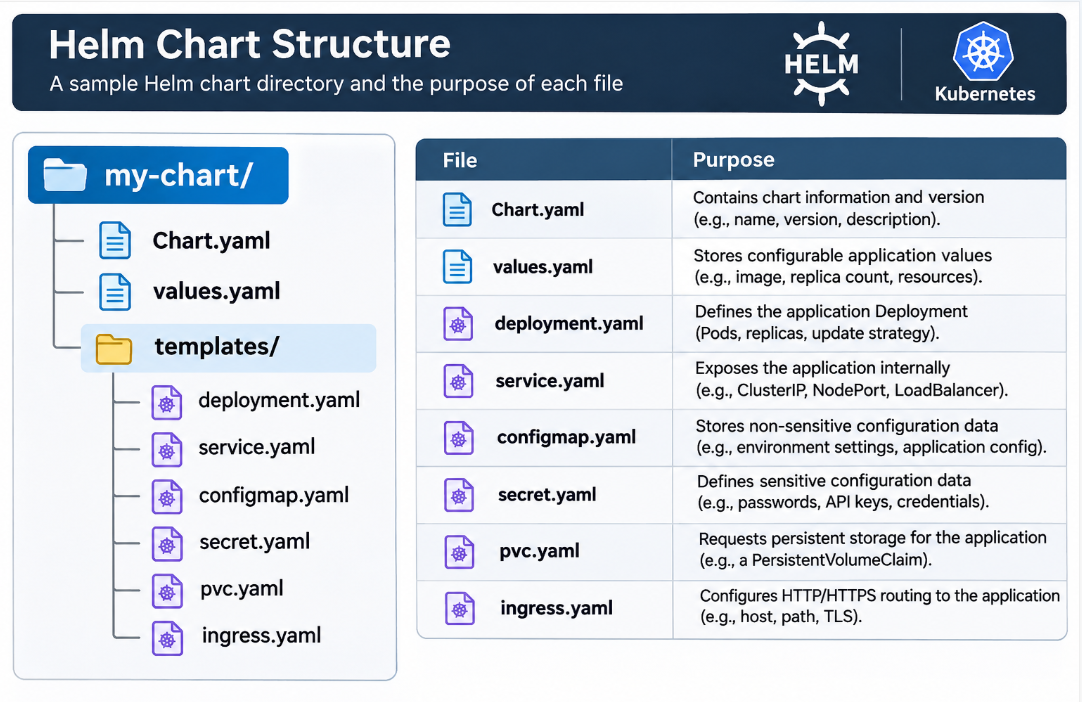 Helm Chart Structure
A sample Helm chart directory and the purpose of each file
HELM
Kubernetes
my-chart/
Chart.yaml
values.yaml
templates/
deployment.yaml
service.yaml
configmap.yaml
secret.yaml
pvc.yaml
ingress.yaml
File Purpose
Chart.yaml
Contains chart information and version
(e.g., name, version, description).
values.yaml
Stores configurable application values
(e.g., image, replica count, resources).
deployment.yaml
Defines the application Deployment
(Pods, replicas, update strategy).
service.yaml
Exposes the application internally
(e.g., ClusterIP, NodePort, LoadBalancer).
configmap.yaml
Stores non-sensitive configuration data
(e.g., environment settings, application config).
secret.yaml
Defines sensitive configuration data
(e.g., passwords, API keys, credentials).
pvc.yaml
Requests persistent storage for the application
(e.g., a PersistentVolumeClaim).
ingress.yaml
Configures HTTP/HTTPS routing to the application
(e.g., host, path, TLS).